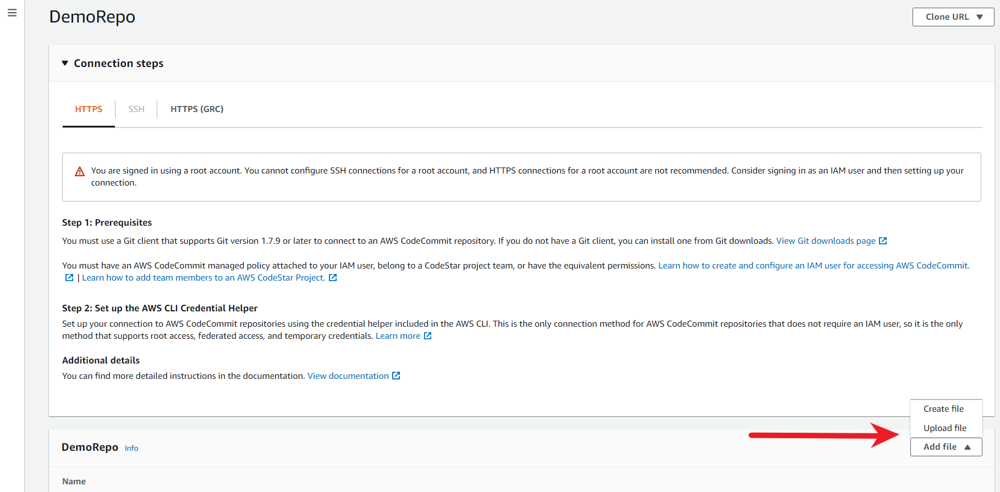 DemoRepo
Clone URL
Connection steps
HTTPS
SSH
HTTPS (GRC)
You are signed in using a root account. You cannot configure SSH connections for a root account, and HTTPS connections for a root account are not recommended. Consider signing in as an IAM user and then setting up your
connection.
Step 1: Prerequisites
You must use a Git client that supports Git version 1.7.9 or later to connect to an AWS CodeCommit repository. If you do not have a Git client, you can install one from Git downloads. View Git downloads page
You must have an AWS CodeCommit managed policy attached to your IAM user, belong to a CodeStar project team, or have the equivalent permissions. Learn how to create and configure an IAM user for accessing AWS CodeCommit.
| Learn how to add team members to an AWS CodeStar Project.
Step 2: Set up the AWS CLI Credential Helper
Set up your connection to AWS CodeCommit repositories using the credential helper included in the AWS CLI. This is the only connection method for AWS CodeCommit repositories that does not require an IAM user, so it is the only
method that supports root access, federated access, and temporary credentials. Learn more
Additional details
You can find more detailed instructions in the documentation. View documentation
Create file
Upload file
DemoRepo Info
Add file
Name